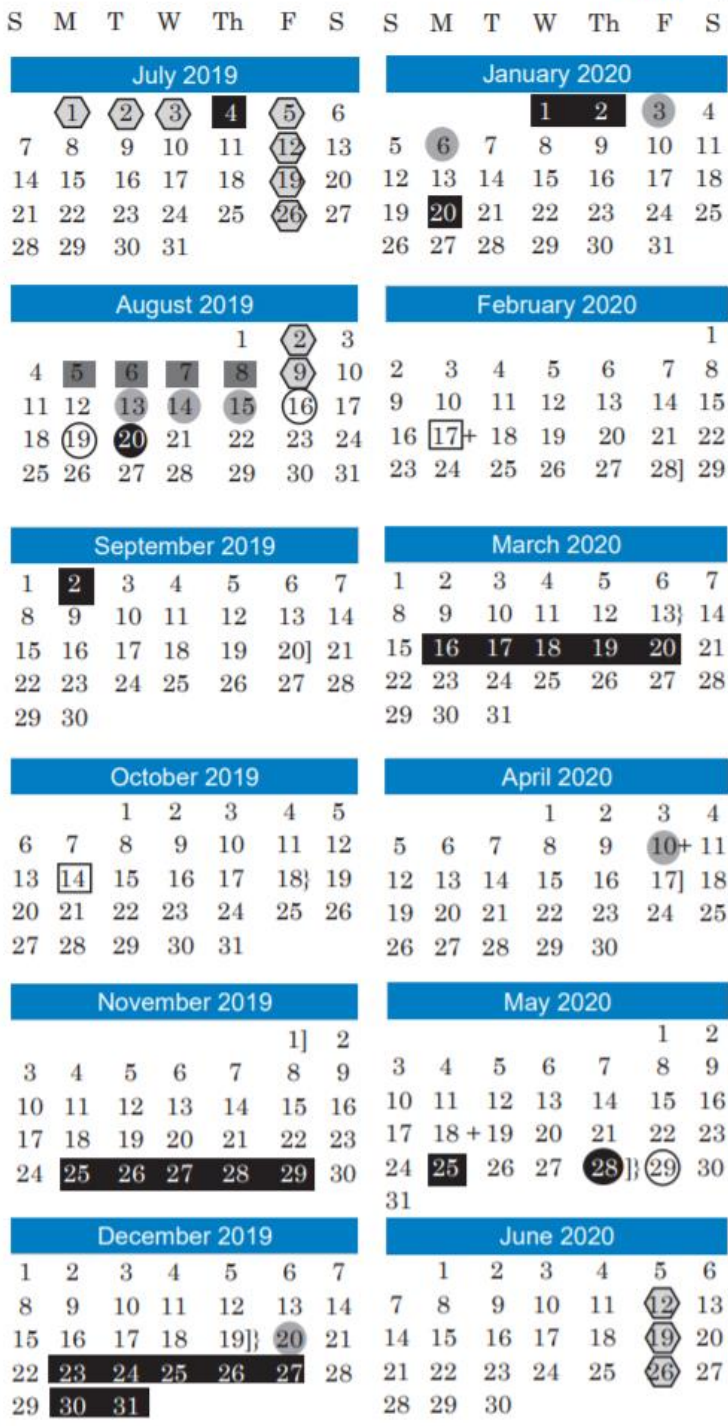 S M T W Th F S
July 2019
1 2 3 4 5 6
7 8 9 10 11 12 13
14 15 16 17 18 19 20
21 22 23 24 25 26 27
28 29 30 31
August 2019
1 2 3
4 5 6 7 8 9 10
11 12 13 14 15 16 17
18 19 20 21 22 23 24
25 26 27 28 29 30 31
September 2019
1 2 3 4 5 6 7
8 9 10 11 12 13 14
15 16 17 18 19 20] 21
22 23 24 25 26 27 28
29 30
October 2019
1 2 3 4 5
6 7 8 9 10 11 12
13 14 15 16 17 18} 19
20 21 22 23 24 25 26
27 28 29 30 31
November 2019
1] 2
3 4 5 6 7 8 9
10 11 12 13 14 15 16
17 18 19 20 21 22 23
24 25 26 27 28 29 30
December 2019
1 2 3 4 5 6 7
8 9 10 11 12 13 14
15 16 17 18 19]} 20 21
22 23 24 25 26 27 28
29 30 31
S M T W Th F S
January 2020
1 2 3 4
5 6 7 8 9 10 11
12 13 14 15 16 17 18
19 20 21 22 23 24 25
26 27 28 29 30 31
February 2020
1
2 3 4 5 6 7 8
9 10 11 12 13 14 15
16 17+ 18 19 20 21 22
23 24 25 26 27 28] 29
March 2020
1 2 3 4 5 6 7
8 9 10 11 12 13} 14
15 16 17 18 19 20 21
22 23 24 25 26 27 28
29 30 31
April 2020
1 2 3 4
5 6 7 8 9 10+ 11
12 13 14 15 16 17] 18
19 20 21 22 23 24 25
26 27 28 29 30
May 2020
1 2
3 4 5 6 7 8 9
10 11 12 13 14 15 16
17 18 + 19 20 21 22 23
24 25 26 27 28 ]} 29 30
31
June 2020
1 2 3 4 5 6
7 8 9 10 11 12 13
14 15 16 17 18 19 20
21 22 23 24 25 26 27
28 29 30